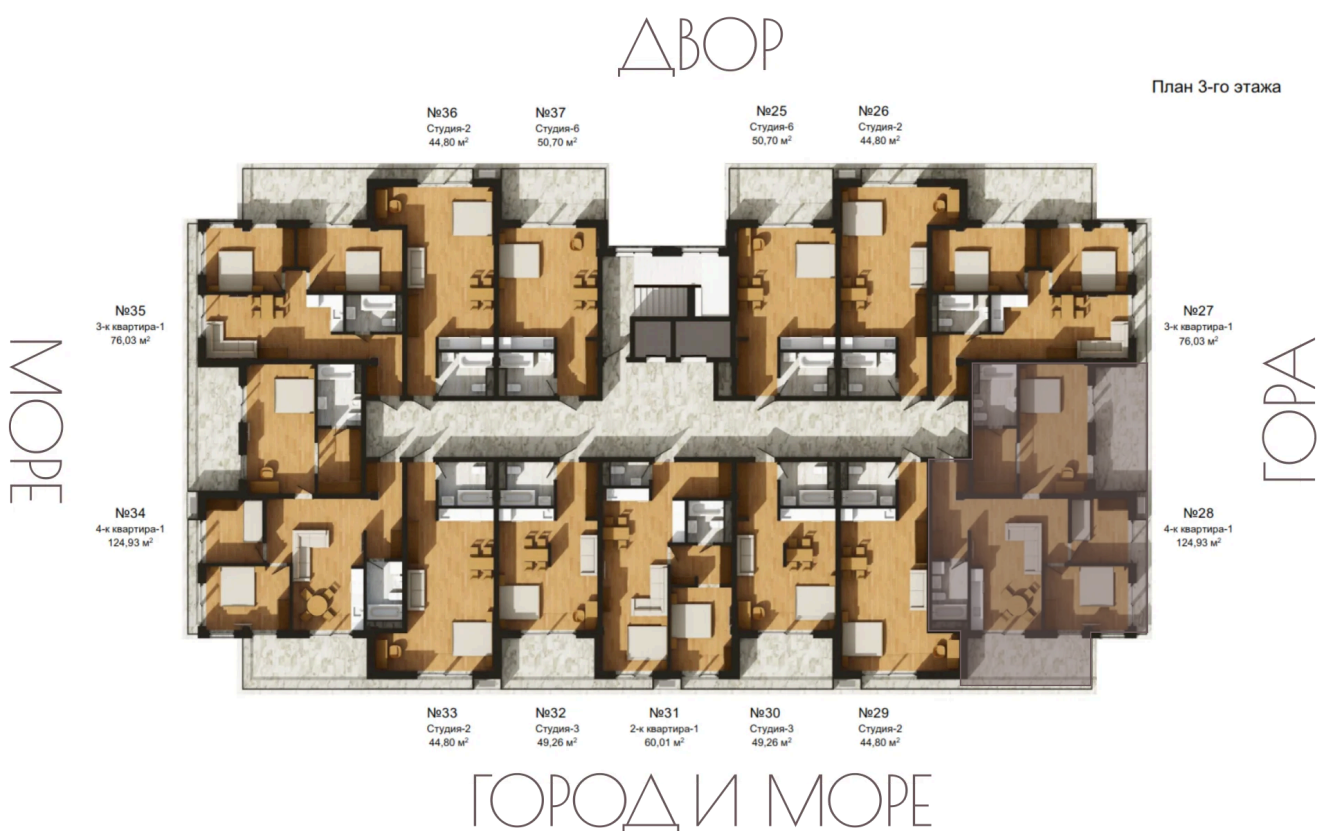 ДВОР
План 3-го этажа
№36
Студия-2
44,80 м²
№37
Студия-6
50,70 м²
№25
Студия-6
50,70 м²
№26
Студия-2
44,80 м²
№35
3-к квартира-1
76,03 м²
№27
3-к квартира-1
76,03 м²
МОРЕ
ГОРА
№34
4-к квартира-1
124,93 м²
№28
4-к квартира-1
124,93 м²
№33
Студия-2
44,80 м²
№32
Студия-3
49,26 м²
№31
2-к квартира-1
60,01 м²
№30
Студия-3
49,26 м²
№29
Студия-2
44,80 м²
ГОРОД И МОРЕ